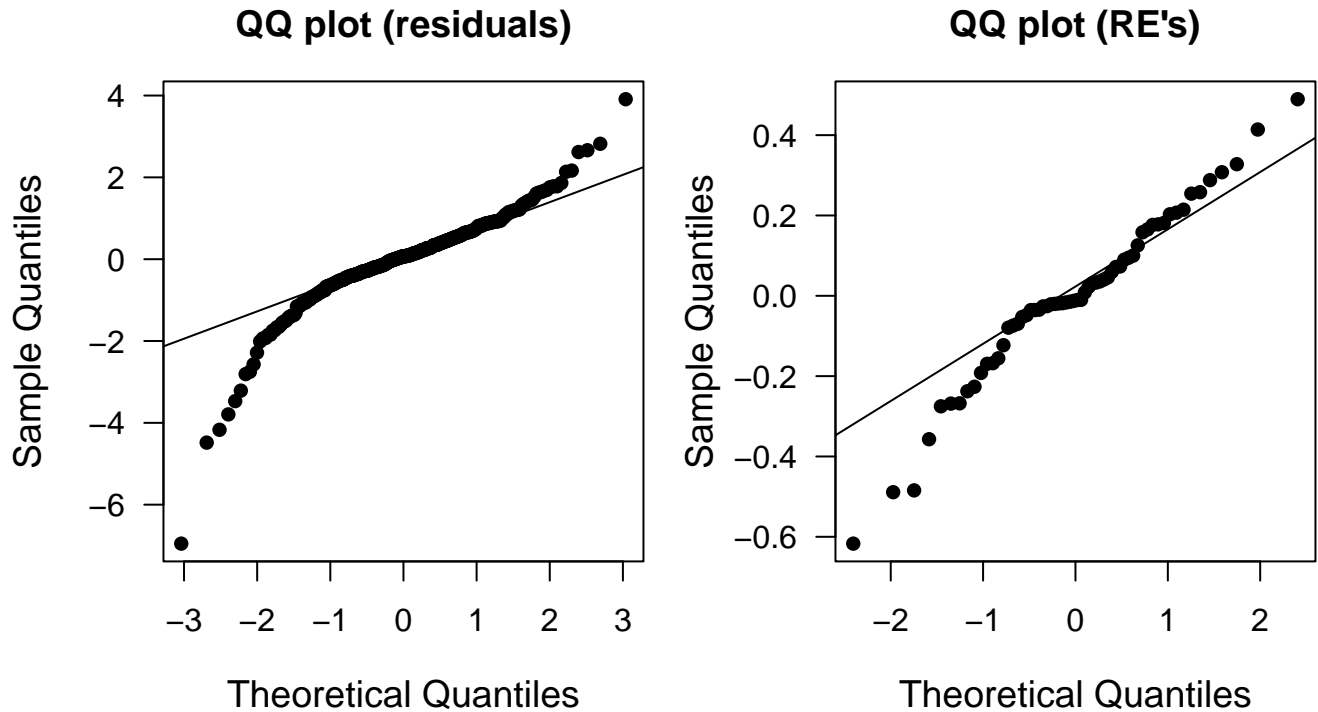 QQ plot (residuals)
Sample Quantiles
4
2
0
−2
−4
−6
−3 −2 −1 0 1 2 3
Theoretical Quantiles
QQ plot (RE's)
Sample Quantiles
0.4
0.2
0.0
−0.2
−0.4
−0.6
−2 −1 0 1 2
Theoretical Quantiles